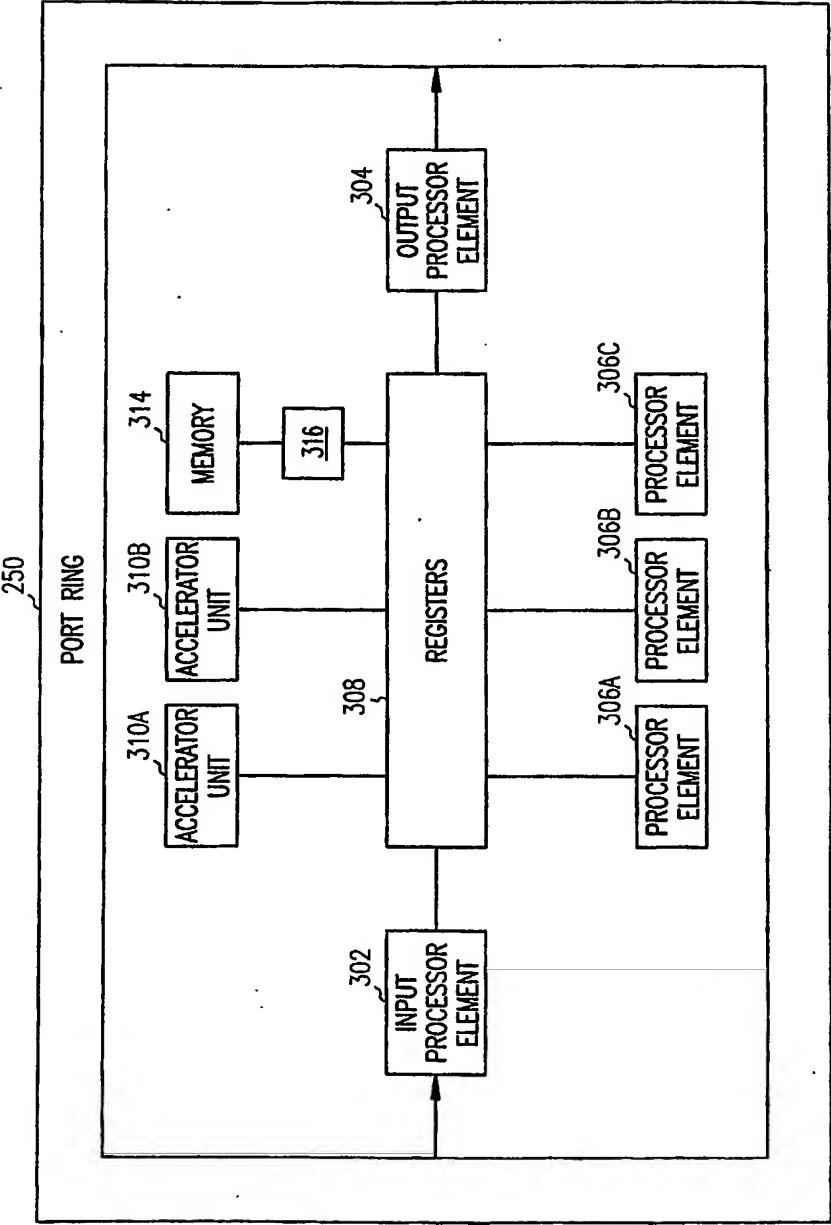 250
PORT RING
310A
ACCELERATOR
UNIT
310B
ACCELERATOR
UNIT
314
MEMORY
316
302
INPUT
PROCESSOR
ELEMENT
308
REGISTERS
304
OUTPUT
PROCESSOR
ELEMENT
306A
PROCESSOR
ELEMENT
306B
PROCESSOR
ELEMENT
306C
PROCESSOR
ELEMENT